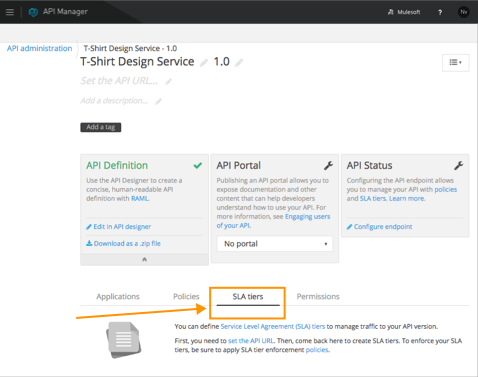 API Manager
Mulesoft ? Nv
API administration
T-Shirt Design Service - 1.0
T-Shirt Design Service 1.0
Set the API URL...
Add a description...
Add a tag
API Definition
Use the API Designer to create a
concise, human-readable API
definition with RAML.
Edit in API designer
Download as a .zip file
API Portal
Publishing an API portal allows you to
expose documentation and other
content that can help developers
understand how to use your API. For
more information, see Engaging users
of your API.
No portal
API Status
Configuring the API endpoint allows
you to manage your API with policies
and SLA tiers. Learn more.
Configure endpoint
Applications Policies SLA tiers Permissions
You can define Service Level Agreement (SLA) tiers to manage traffic to your API version.
First, you need to set the API URL. Then, come back here to create SLA tiers. To enforce your SLA
tiers, be sure to apply SLA tier enforcement policies.